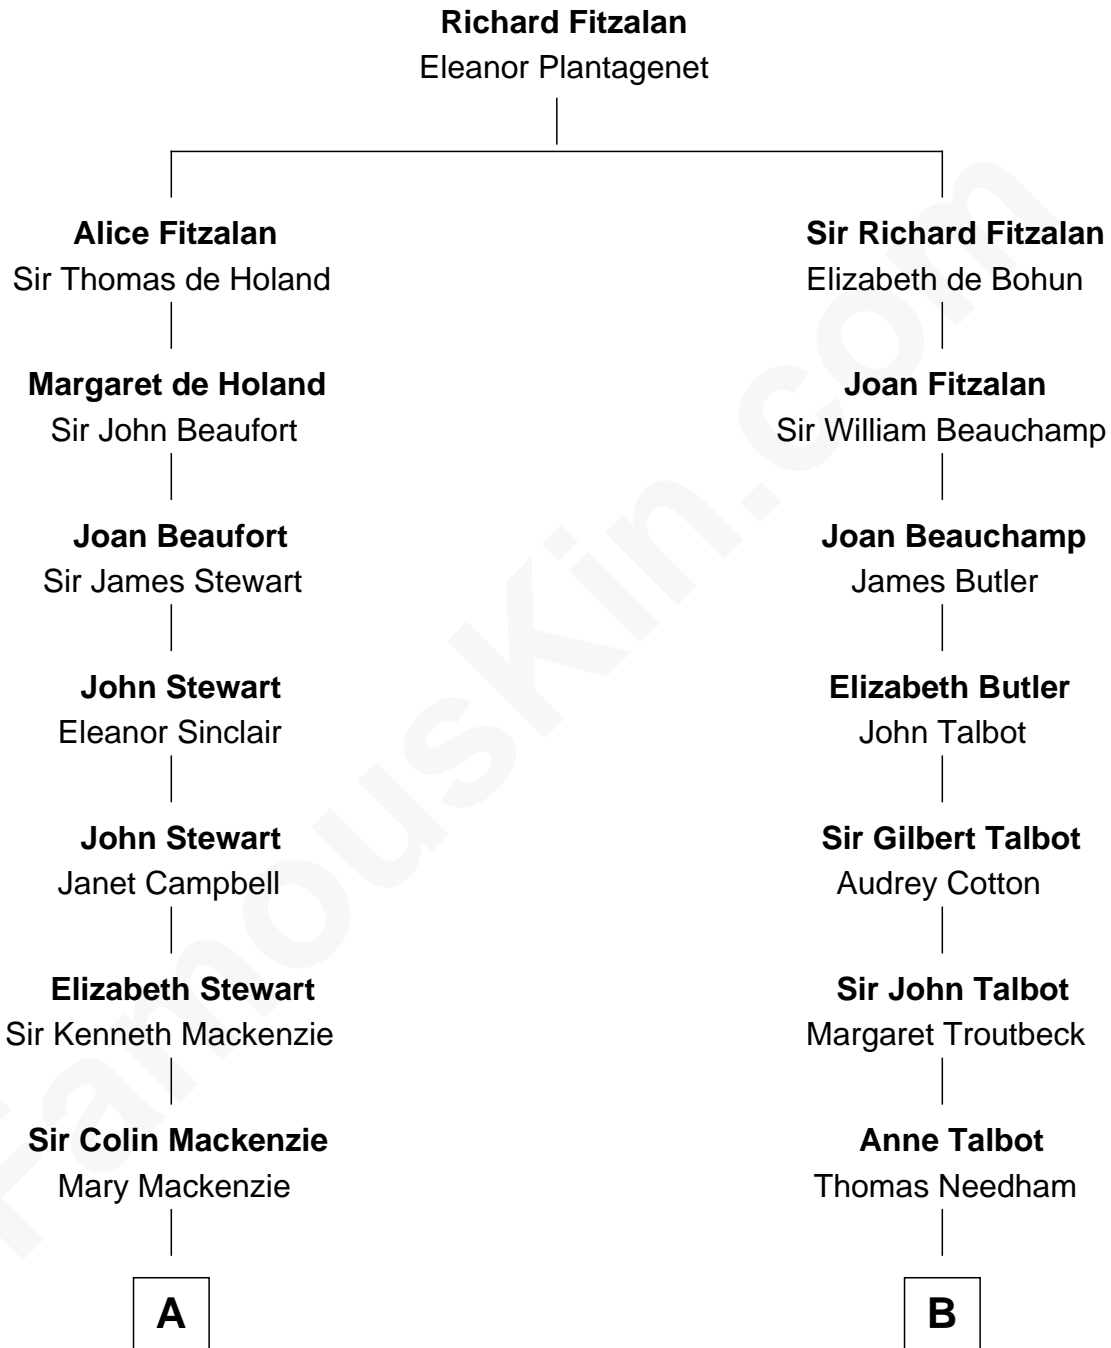 Richard Fitzalan
Eleanor Plantagenet
Alice Fitzalan
Sir Thomas de Holand
Margaret de Holand
Sir John Beaufort
Joan Beaufort
Sir James Stewart
John Stewart
Eleanor Sinclair
John Stewart
Janet Campbell
Elizabeth Stewart
Sir Kenneth Mackenzie
Sir Colin Mackenzie
Mary Mackenzie
A
Sir Richard Fitzalan
Elizabeth de Bohun
Joan Fitzalan
Sir William Beauchamp
Joan Beauchamp
James Butler
Elizabeth Butler
John Talbot
Sir Gilbert Talbot
Audrey Cotton
Sir John Talbot
Margaret Troutbeck
Anne Talbot
Thomas Needham
B
FamousKin.com